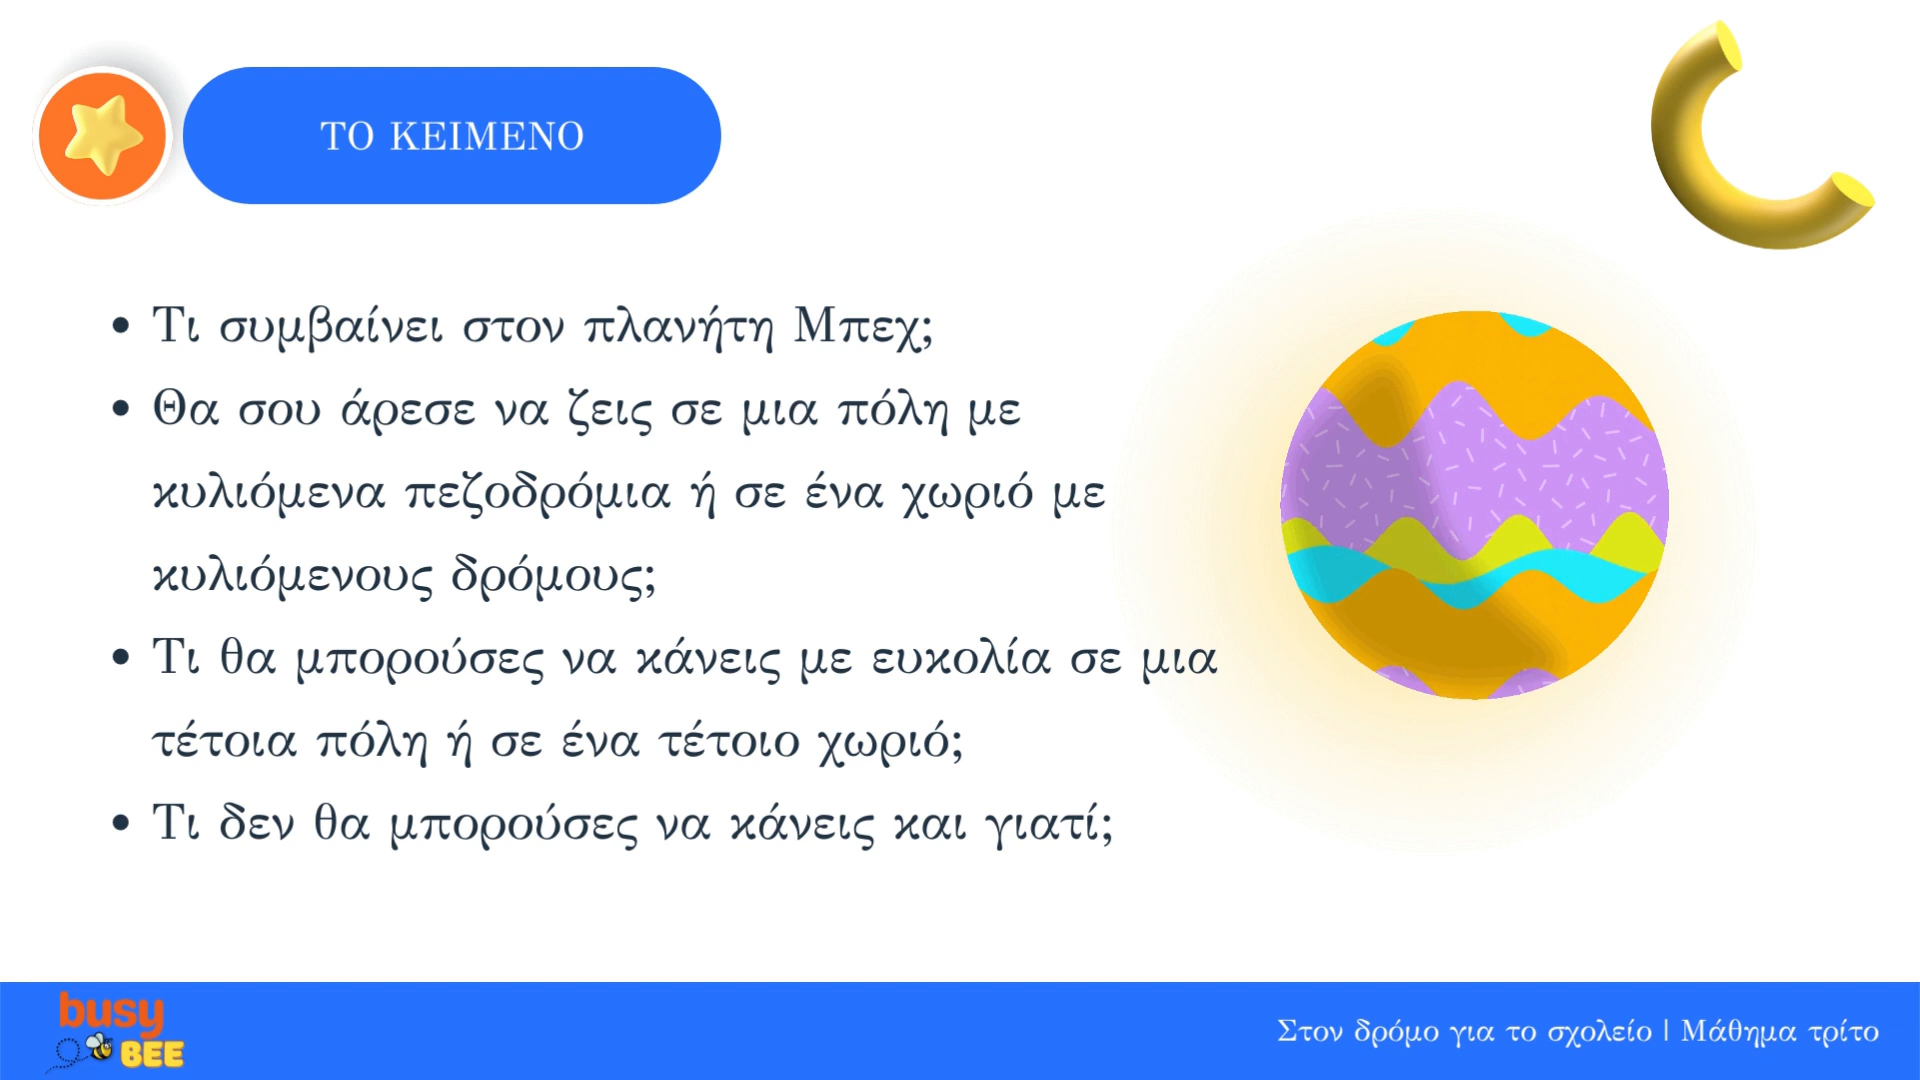 ΤΟ ΚΕΙΜΕΝΟ
• Τι συμβαίνει στον πλανήτη Μπεχ;
• Θα σου άρεσε να ζεις σε μια πόλη με
κυλιόμενα πεζοδρόμια ή σε ένα χωριό με
κυλιόμενους δρόμους;
• Τι θα μπορούσες να κάνεις με ευκολία σε μια
τέτοια πόλη ή σε ένα τέτοιο χωριό;
• Τι δεν θα μπορούσες να κάνεις και γιατί;
busy
BEE
Στον δρόμο για το σχολείο | Μάθημα τρίτο